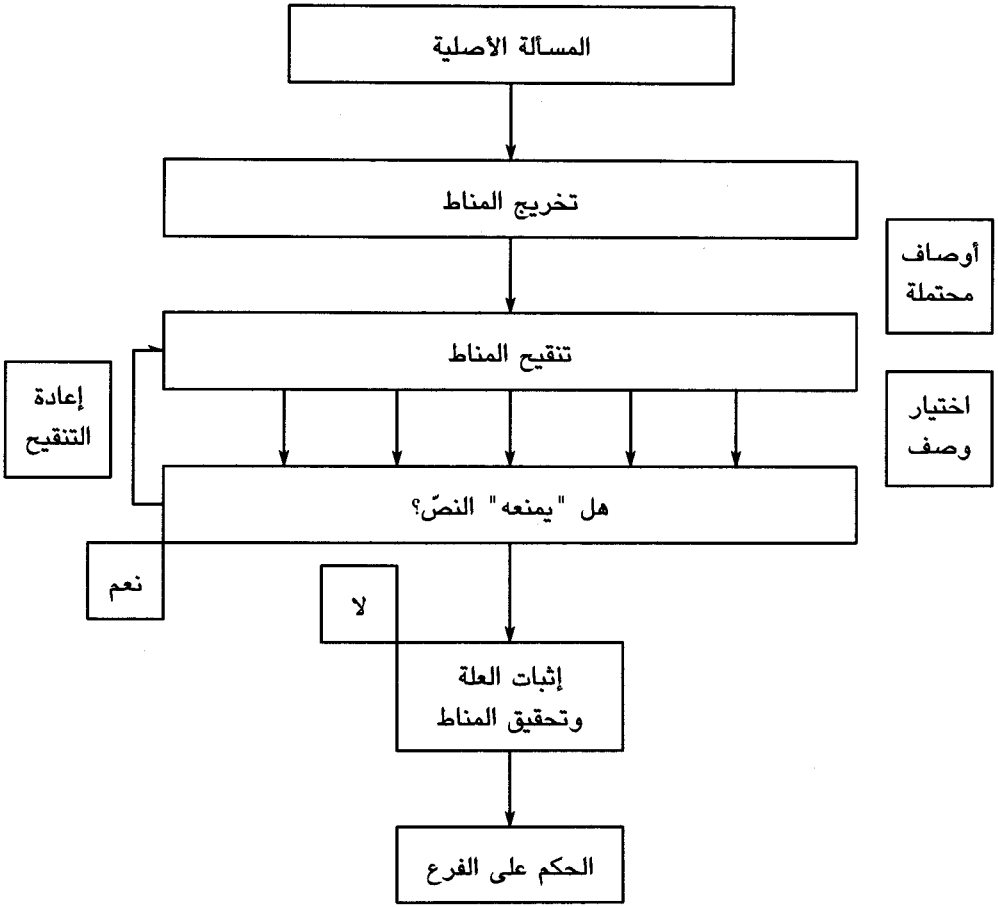 المسألة الأصلية
تخريج المناط
أوصاف
محتملة
تنقيح المناط
إعادة
التنقيح
اختيار
وصف
هل "يمنعه" النصّ؟
نعم
لا
إثبات العلة
وتحقيق المناط
الحكم على الفرع